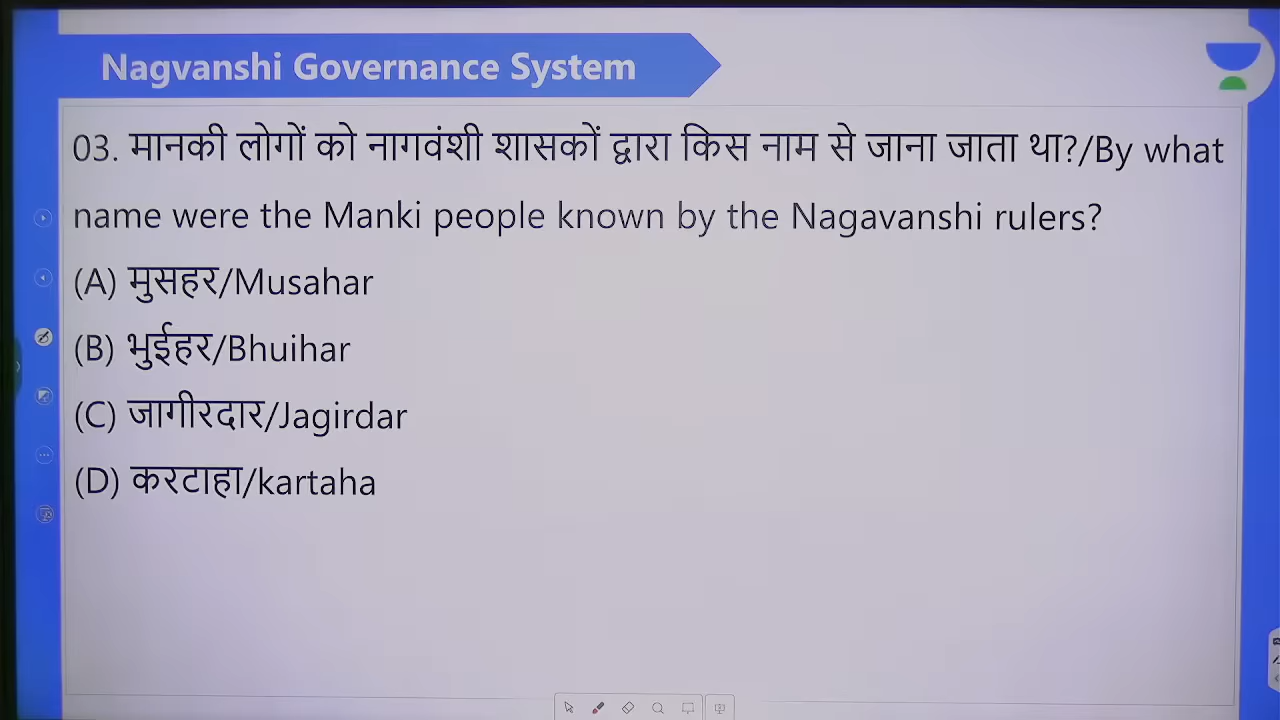 Nagvanshi Governance System
03. मानकी लोगों को नागवंशी शासकों द्वारा किस नाम से जाना जाता था?/By what
name were the Manki people known by the Nagavanshi rulers?
(A) मुसहर/Musahar
(B) भुईहर/Bhuihar
(C) जागीरदार/Jagirdar
(D) करटाहा/kartaha